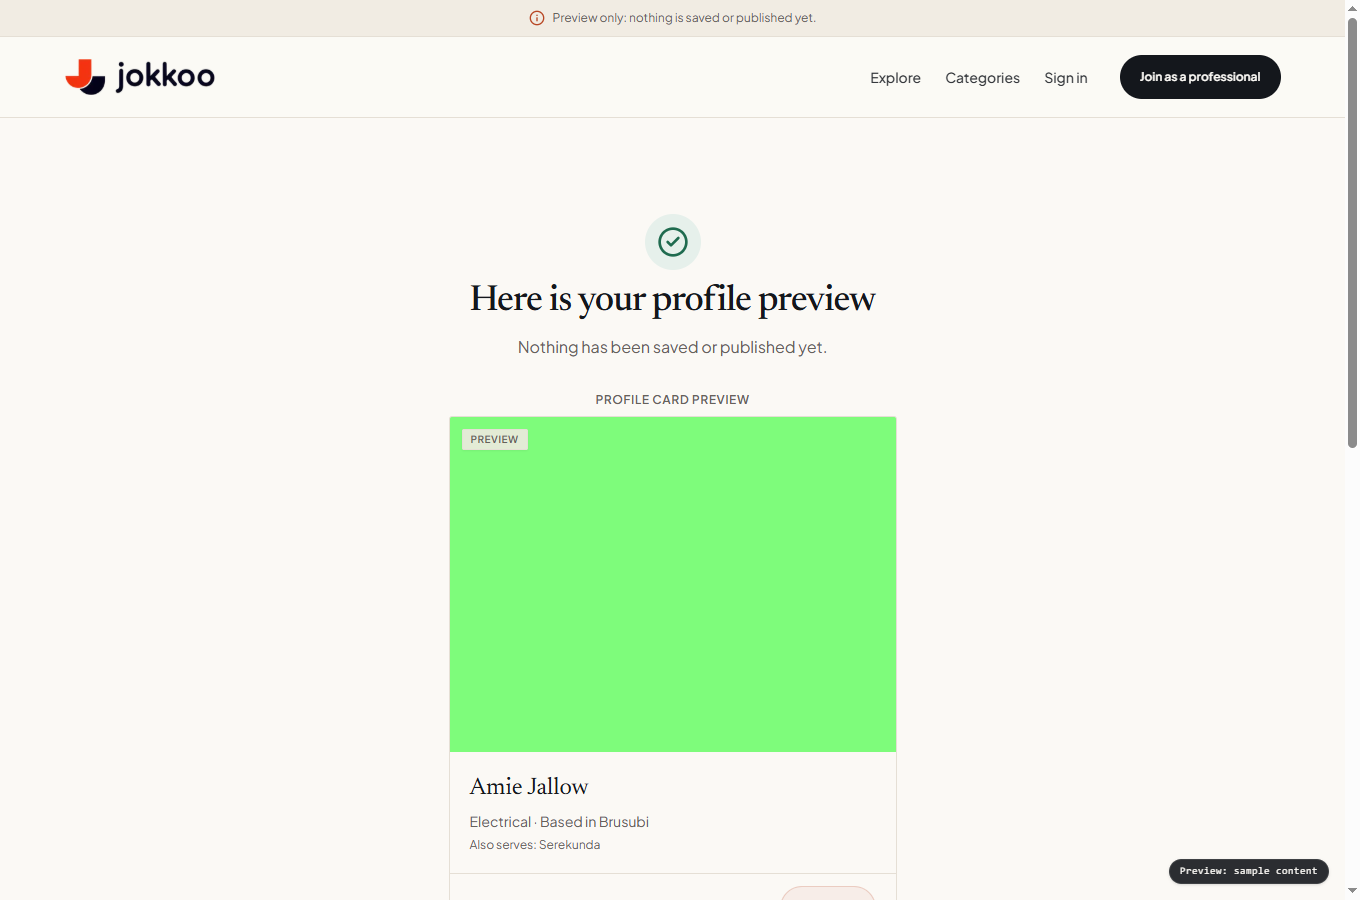 Preview only: nothing is saved or published yet.
jokkoo
Explore
Categories
Sign in
Join as a professional
Here is your profile preview
Nothing has been saved or published yet.
PROFILE CARD PREVIEW
PREVIEW
Amie Jallow
Electrical · Based in Brusubi
Also serves: Serekunda
Preview: sample content